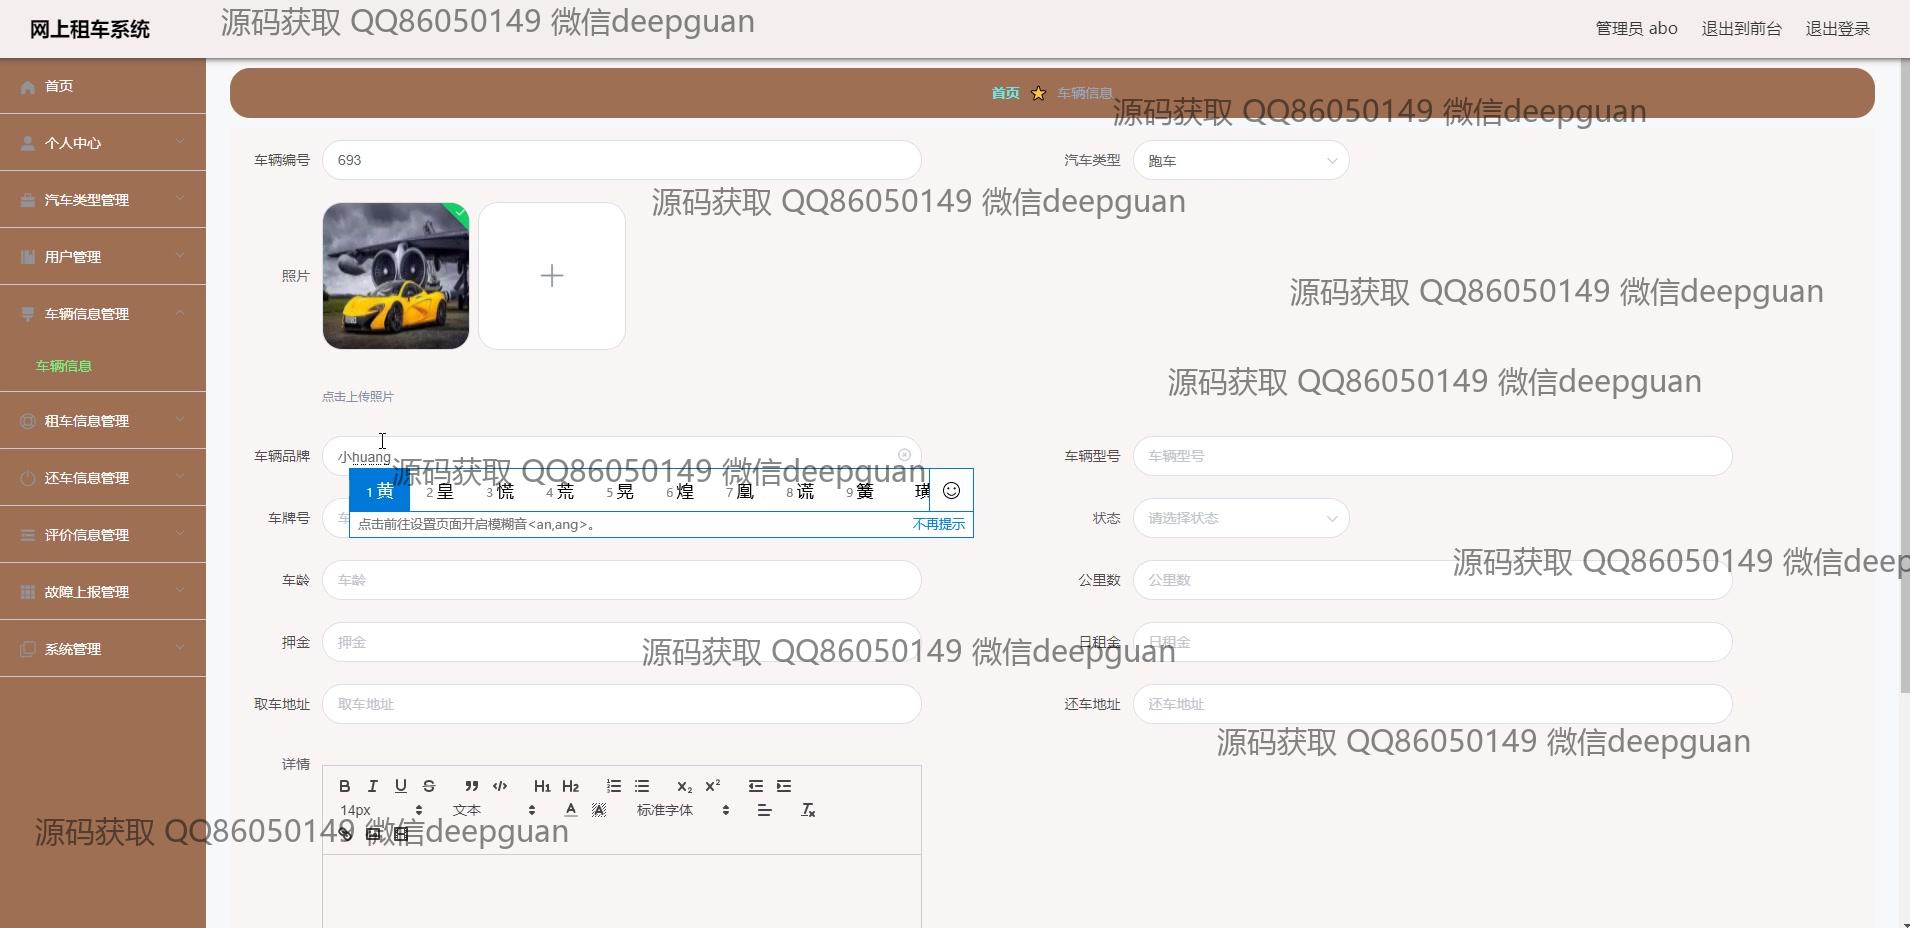 网上租车系统
源码获取 QQ86050149 微信deepguan
管理员 abo
退出到前台
退出登录
首页
个人中心
汽车类型管理
用户管理
车辆信息管理
车辆信息
租车信息管理
还车信息管理
评价信息管理
故障上报管理
系统管理
首页
车辆信息
源码获取 QQ86050149 微信deepguan
车辆编号
693
汽车类型
跑车
源码获取 QQ86050149 微信deepguan
照片
源码获取 QQ86050149 微信deepguan
源码获取 QQ86050149 微信deepguan
点击上传照片
车辆品牌
小huang
源码获取 QQ86050149 微信deepguan
车辆型号
车辆型号
1 黄 2 皇 3 慌 4 荒 5 晃 6 煌 7 凰 8 谎 9 簧 璜
点击前往设置页面开启模糊音<an,ang>。
不再提示
车牌号
状态
请选择状态
源码获取 QQ86050149 微信deep
车龄
车龄
公里数
公里数
押金
押金
源码获取 QQ86050149 微信deepguan
日租金
日租金
取车地址
取车地址
还车地址
还车地址
源码获取 QQ86050149 微信deepguan
详情
B I U S H1 H2 x₂ x²
14px
文本
A A
标准字体
源码获取 QQ86050149 微信deepguan